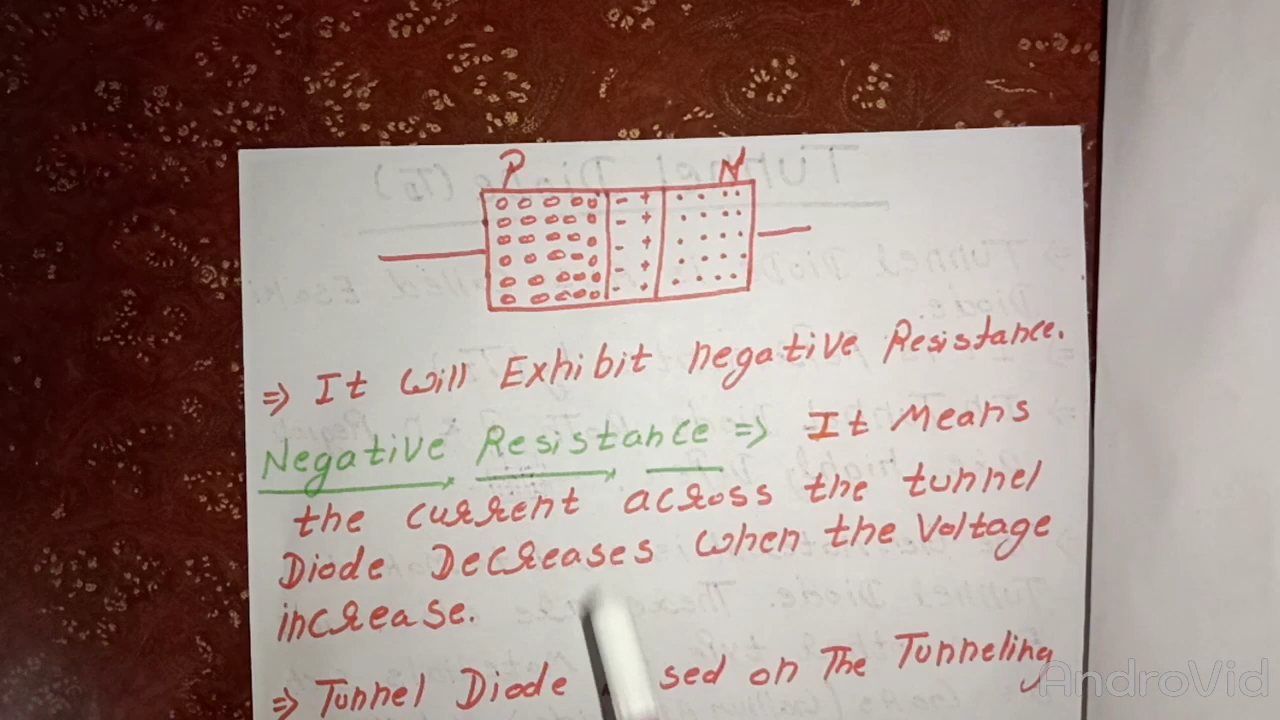 P N
- +
- +
- +
- +
- +
⇒ It will Exhibit negative Resistance.
Negative Resistance ⇒ It Means
the current across the tunnel
Diode Decreases when the Voltage
increase.
⇒ Tunnel Diode sed on The Tunneling
AndroVid